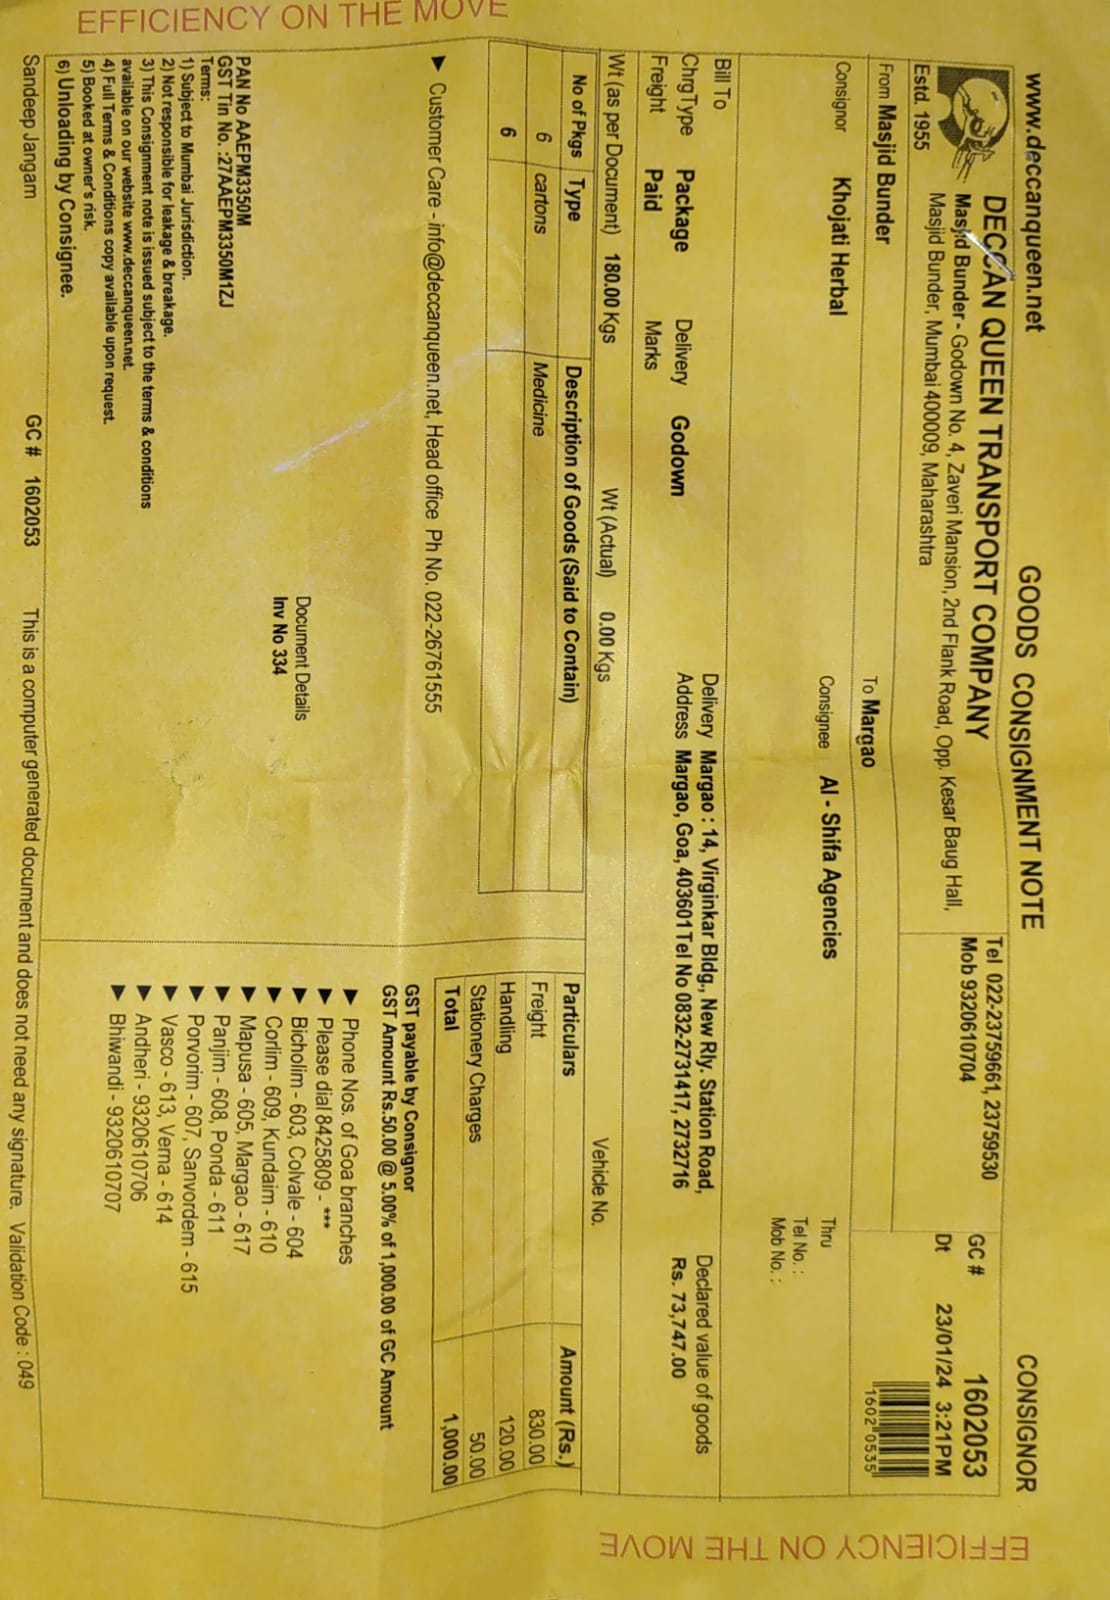 EFFICIENCY ON THE MOVE
www.deccanqueen.net GOODS CONSIGNMENT NOTE CONSIGNOR
DECCAN QUEEN TRANSPORT COMPANY
Masjid Bunder - Godown No. 4, Zaveri Mansion, 2nd Flank Road, Opp. Kesar Baug Hall,
Masjid Bunder, Mumbai 400009, Maharashtra
Estd. 1955
Tel 022-23759661, 23759530
Mob 9320610704
GC # 1602053
Dt 23/01/24 3:21PM
1602 0535
From Masjid Bunder To Margao
Consignor Khojati Herbal Consignee Al - Shifa Agencies Thru
Tel No. :
Mob No. :
Bill To
ChrgType Package Delivery Godown
Freight Paid Marks
Delivery Margao : 14, Virginkar Bldg., New Rly. Station Road,
Address Margao, Goa, 403601 Tel No 0832-2731417, 2732716
Declared value of goods
Rs. 73,747.00
Wt (as per Document) 180.00 Kgs Wt (Actual) 0.00 Kgs Vehicle No.
No of Pkgs Type Description of Goods (Said to Contain)
6 cartons Medicine
6
Particulars Amount (Rs.)
Freight 830.00
Handling 120.00
Stationery Charges 50.00
Total 1,000.00
► Customer Care - info@deccanqueen.net, Head office Ph No. 022-26761555
GST payable by Consignor
GST Amount Rs.50.00 @ 5.00% of 1,000.00 of GC Amount
► Phone Nos. of Goa branches
► Please dial 8425809 - ***
► Bicholim - 603, Colvale - 604
► Corlim - 609, Kundaim - 610
► Mapusa - 605, Margao - 617
► Panjim - 608, Ponda - 611
► Porvorim - 607, Sanvordem - 615
► Vasco - 613, Verna - 614
► Andheri - 9320610706
► Bhiwandi - 9320610707
Document Details
Inv No 334
PAN No AAEPM3350M
GST Tin No. :27AAEPM3350M1ZJ
Terms:
1) Subject to Mumbai Jurisdiction.
2) Not responsible for leakage & breakage.
3) This Consignment note is issued subject to the terms & conditions
available on our website www.deccanqueen.net.
4) Full Terms & Conditions copy available upon request.
5) Booked at owner's risk.
6) Unloading by Consignee.
Sandeep Jangam GC # 1602053 This is a computer generated document and does not need any signature. Validation Code : 049
EFFICIENCY ON THE MOVE